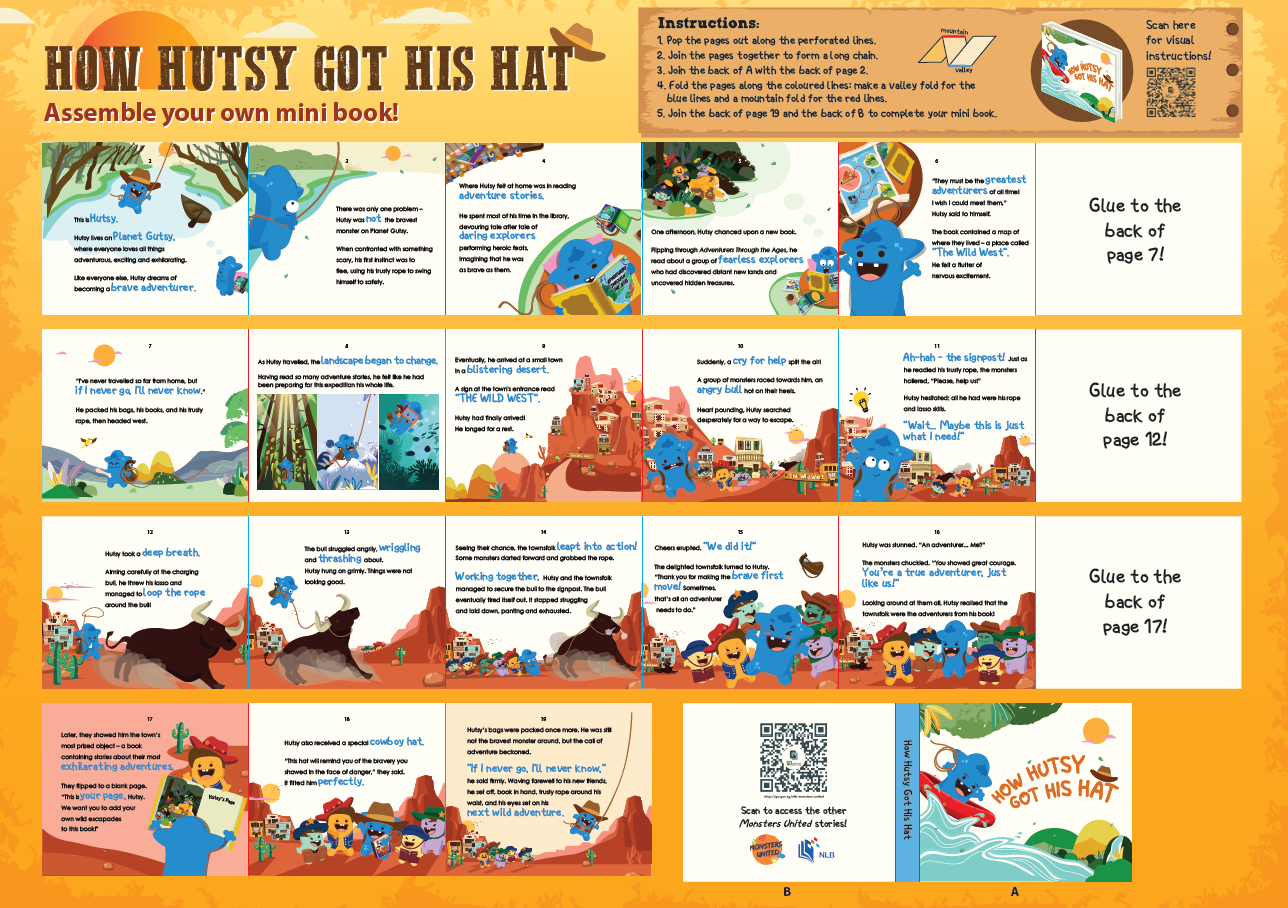 HOW HUTSY GOT HIS HAT
Assemble your own mini book!
Instructions:
1. Pop the pages out along the perforated lines.
2. Join the pages together to form a long chain.
3. Join the back of A with the back of page 2.
4. Fold the pages along the coloured lines: make a valley fold for the
blue lines and a mountain fold for the red lines.
5. Join the back of page 19 and the back of B to complete your mini book.
mountain
valley
HOW HUTSY
GOT HIS HAT
Scan here
for visual
instructions!
2
This is Hutsy.
Hutsy lives on Planet Gutsy,
where everyone loves all things
adventurous, exciting and exhilarating.
Like everyone else, Hutsy dreams of
becoming a brave adventurer.
3
There was only one problem –
Hutsy was not the bravest
monster on Planet Gutsy.
When confronted with something
scary, his first instinct was to
flee, using his trusty rope to swing
himself to safety.
4
Where Hutsy felt at home was in reading
adventure stories.
He spent most of his time in the library,
devouring tale after tale of
daring explorers
performing heroic feats,
imagining that he was
as brave as them.
5
One afternoon, Hutsy chanced upon a new book.
Flipping through Adventures Through the Ages, he
read about a group of fearless explorers
who had discovered distant new lands and
uncovered hidden treasures.
6
"They must be the greatest
adventurers of all time!
I wish I could meet them,"
Hutsy said to himself.
The book contained a map of
where they lived – a place called
"The Wild West".
He felt a flutter of
nervous excitement.
Glue to the
back of
page 7!
7
"I've never travelled so far from home, but
if I never go, I'll never know."
He packed his bags, his books, and his trusty
rope, then headed west.
8
As Hutsy travelled, the landscape began to change.
Having read so many adventure stories, he felt like he had
been preparing for this expedition his whole life.
9
Eventually, he arrived at a small town
in a blistering desert.
A sign at the town's entrance read
"THE WILD WEST".
Hutsy had finally arrived!
He longed for a rest.
10
Suddenly, a cry for help split the air!
A group of monsters raced towards him, an
angry bull hot on their heels.
Heart pounding, Hutsy searched
desperately for a way to escape.
11
Ah-hah – the signpost! Just as
he readied his trusty rope, the monsters
hollered, "Please, help us!"
Hutsy hesitated; all he had were his rope
and lasso skills.
"Wait... Maybe this is just
what I need!"
Glue to the
back of
page 12!
12
Hutsy took a deep breath.
Aiming carefully at the charging
bull, he threw his lasso and
managed to loop the rope
around the bull!
13
The bull struggled angrily, wriggling
and thrashing about.
Hutsy hung on grimly. Things were not
looking good.
14
Seeing their chance, the townsfolk leapt into action!
Some monsters darted forward and grabbed the rope.
Working together, Hutsy and the townsfolk
managed to secure the bull to the signpost. The bull
eventually tired itself out. It stopped struggling
and laid down, panting and exhausted.
15
Cheers erupted. "We did it!"
The delighted townsfolk turned to Hutsy.
"Thank you for making the brave first
move! Sometimes,
that's all an adventurer
needs to do."
16
Hutsy was stunned. "An adventurer... Me?"
The monsters chuckled. "You showed great courage.
You're a true adventurer, just
like us!"
Looking around at them all, Hutsy realised that the
townsfolk were the adventurers from his book!
Glue to the
back of
page 17!
17
Later, they showed him the town's
most prized object – a book
containing stories about their most
exhilarating adventures.
They flipped to a blank page.
"This is your page, Hutsy.
We want you to add your
own wild escapades
to this book!"
Hutsy's Page
18
Hutsy also received a special cowboy hat.
"This hat will remind you of the bravery you
showed in the face of danger," they said.
It fitted him perfectly.
19
Hutsy's bags were packed once more. He was still
not the bravest monster around, but the call of
adventure beckoned.
"If I never go, I'll never know,"
he said firmly. Waving farewell to his new friends,
he set off, book in hand, trusty rope around his
waist, and his eyes set on his
next wild adventure.
Scan to access the other
Monsters United stories!
MONSTERS
UNITED
NLB
How Hutsy Got His Hat
HOW HUTSY
GOT HIS HAT
B
A